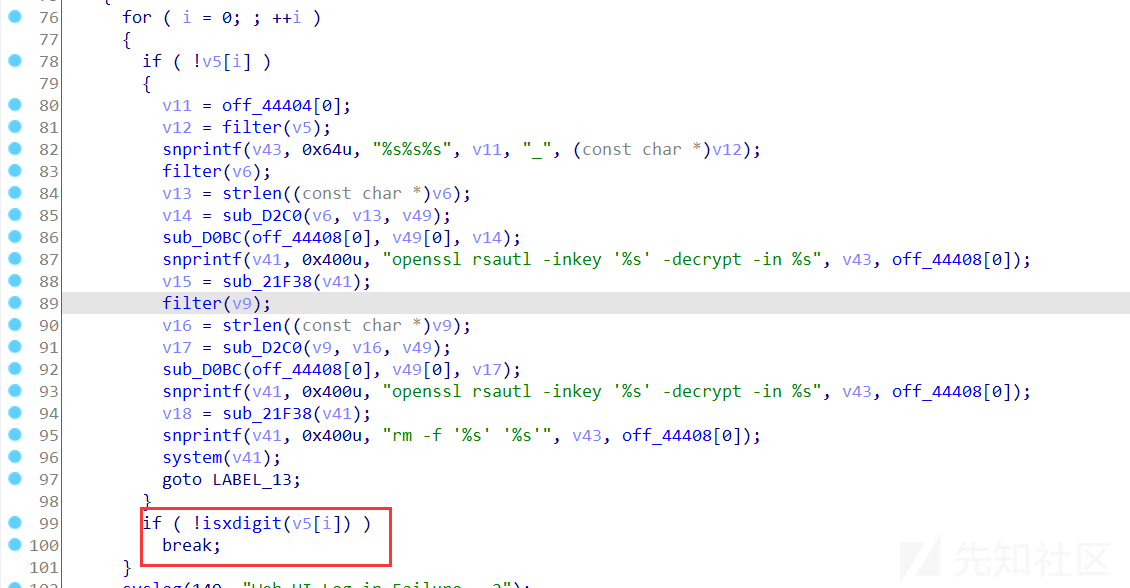 76 for ( i = 0; ; ++i )
77 {
78 if ( !v5[i] )
79 {
80 v11 = off_44404[0];
81 v12 = filter(v5);
82 snprintf(v43, 0x64u, "%s%s%s", v11, "_", (const char *)v12);
83 filter(v6);
84 v13 = strlen((const char *)v6);
85 v14 = sub_D2C0(v6, v13, v49);
86 sub_D0BC(off_44408[0], v49[0], v14);
87 snprintf(v41, 0x400u, "openssl rsautl -inkey '%s' -decrypt -in %s", v43, off_44408[0]);
88 v15 = sub_21F38(v41);
89 filter(v9);
90 v16 = strlen((const char *)v9);
91 v17 = sub_D2C0(v9, v16, v49);
92 sub_D0BC(off_44408[0], v49[0], v17);
93 snprintf(v41, 0x400u, "openssl rsautl -inkey '%s' -decrypt -in %s", v43, off_44408[0]);
94 v18 = sub_21F38(v41);
95 snprintf(v41, 0x400u, "rm -f '%s' '%s'", v43, off_44408[0]);
96 system(v41);
97 goto LABEL_13;
98 }
99 if ( !isxdigit(v5[i]) )
100 break;
101 }
先知社区